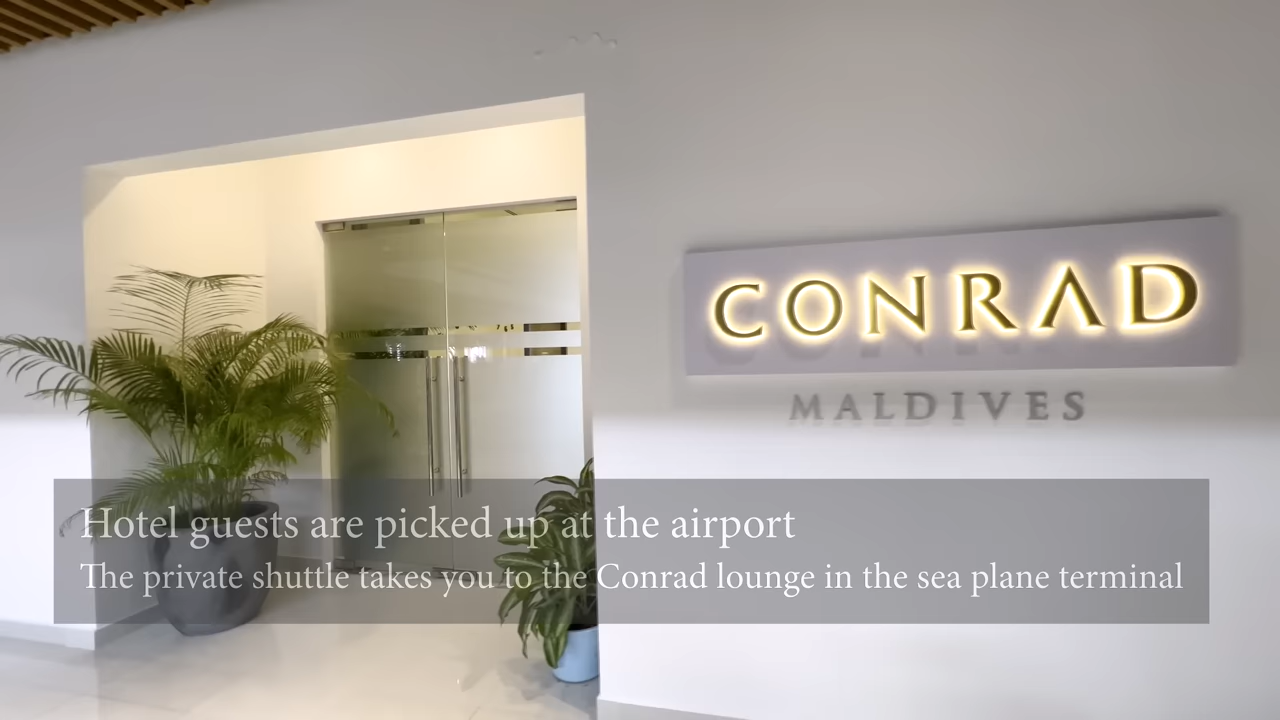 CONRAD
MALDIVES
Hotel guests are picked up at the airport
The private shuttle takes you to the Conrad lounge in the sea plane terminal